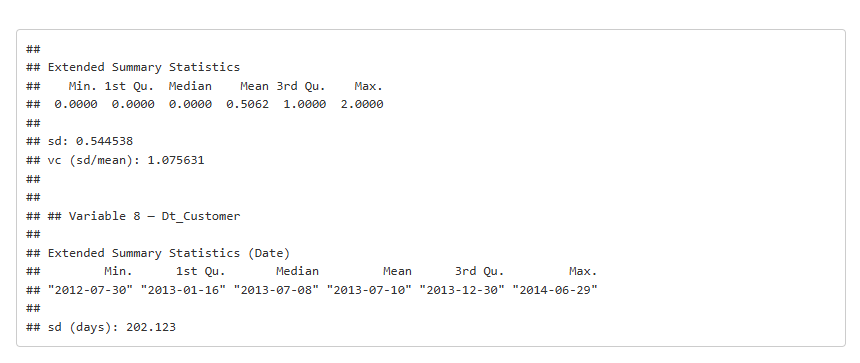 ##
## Extended Summary Statistics
##    Min. 1st Qu.  Median    Mean 3rd Qu.    Max.
##  0.0000  0.0000  0.0000  0.5062  1.0000  2.0000
##
## sd: 0.544538
## vc (sd/mean): 1.075631
##
##
## ## Variable 8 — Dt_Customer
##
## Extended Summary Statistics (Date)
##         Min.      1st Qu.       Median         Mean      3rd Qu.         Max.
## "2012-07-30" "2013-01-16" "2013-07-08" "2013-07-10" "2013-12-30" "2014-06-29"
##
## sd (days): 202.123